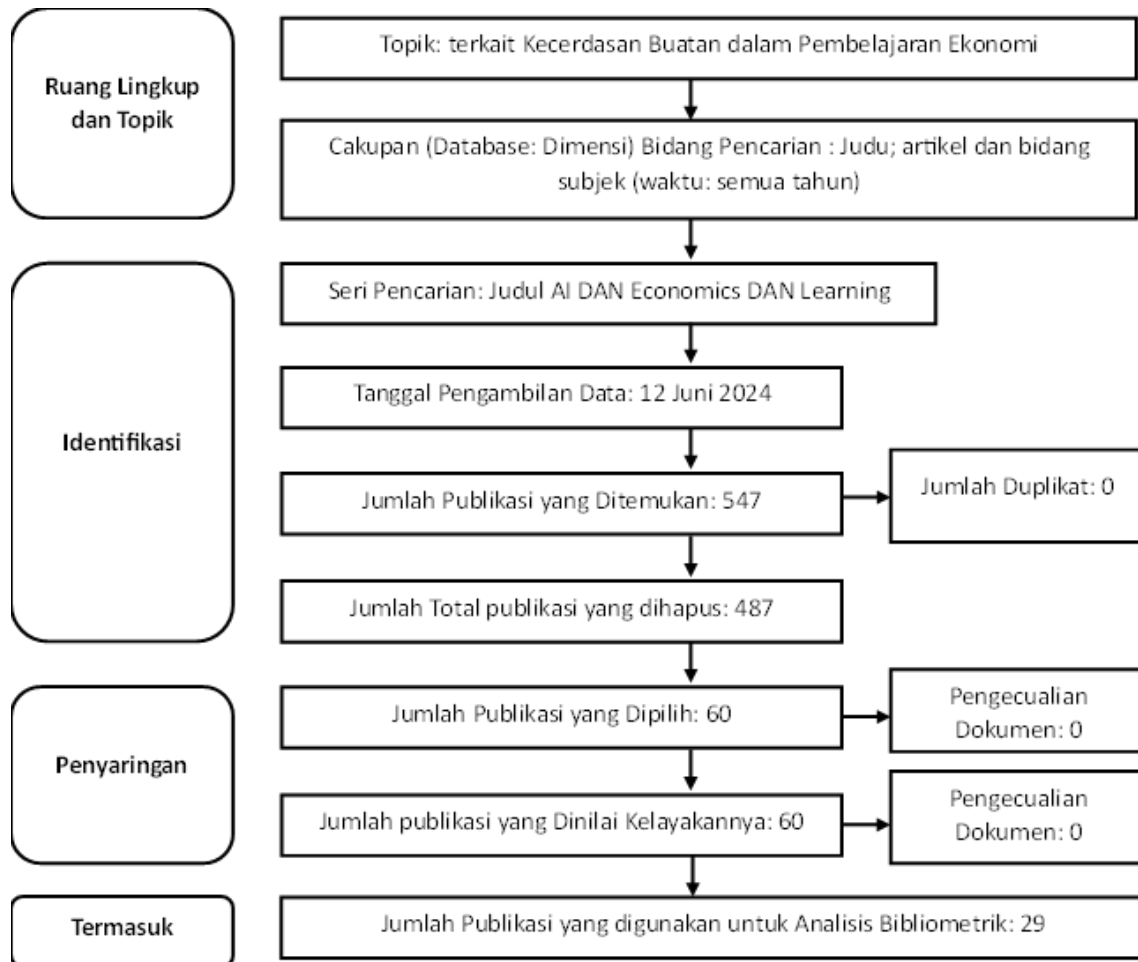 Ruang Lingkup
dan Topik
Topik: terkait Kecerdasan Buatan dalam Pembelajaran Ekonomi
Cakupan (Database: Dimensi) Bidang Pencarian : Judu; artikel dan bidang
subjek (waktu: semua tahun)
Identifikasi
Seri Pencarian: Judul AI DAN Economics DAN Learning
Tanggal Pengambilan Data: 12 Juni 2024
Jumlah Publikasi yang Ditemukan: 547
Jumlah Duplikat: 0
Jumlah Total publikasi yang dihapus: 487
Penyaringan
Jumlah Publikasi yang Dipilih: 60
Pengecualian
Dokumen: 0
Jumlah publikasi yang Dinilai Kelayakannya: 60
Pengecualian
Dokumen: 0
Termasuk
Jumlah Publikasi yang digunakan untuk Analisis Bibliometrik: 29